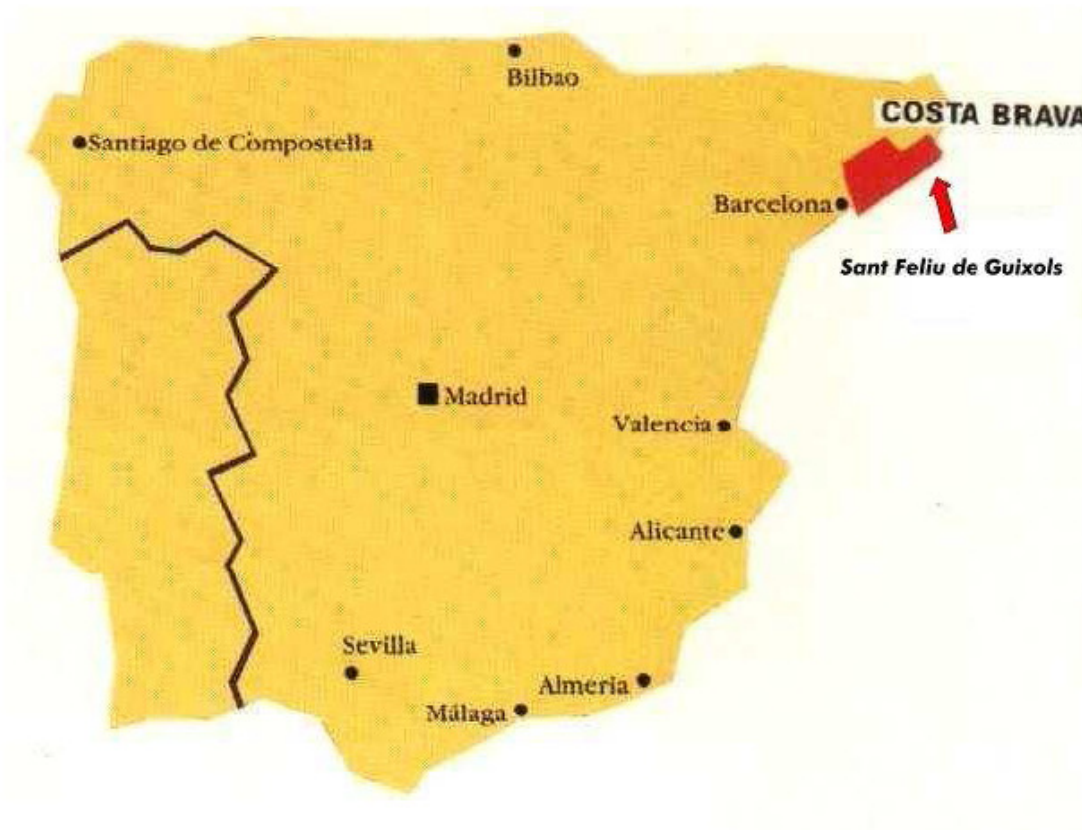 Bilbao
COSTA BRAVA
Santiago de Compostella
Barcelona
Sant Feliu de Guixols
Madrid
Valencia
Alicante
Sevilla
Almeria
Málaga